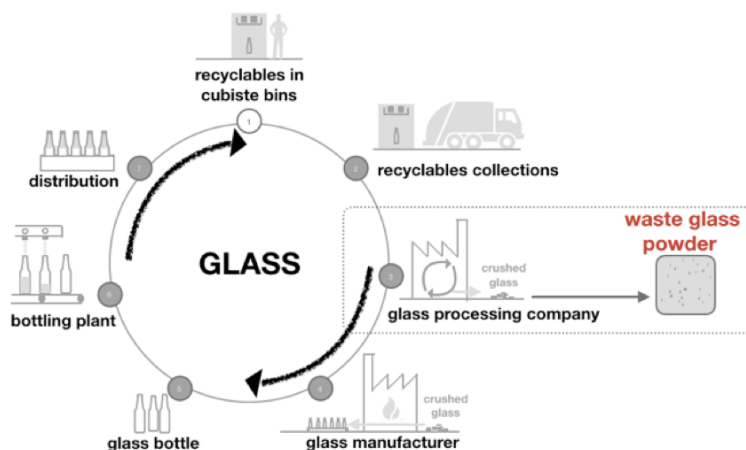 recyclables in
cubiste bins
1
2
recyclables collections
7
distribution
GLASS
waste glass
powder
3
crushed
glass
glass processing company
6
bottling plant
5
glass bottle
4
crushed
glass
glass manufacturer